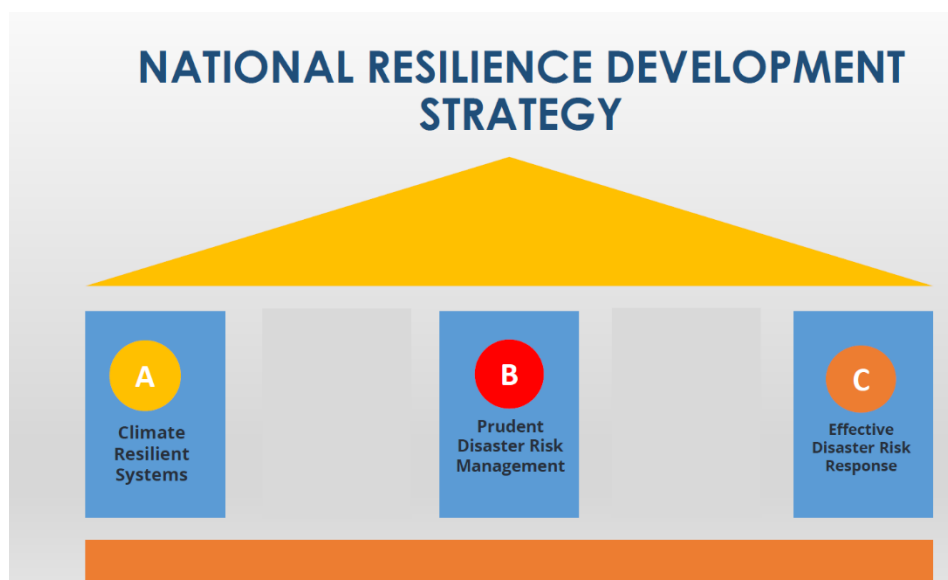 NATIONAL RESILIENCE DEVELOPMENT
STRATEGY
A
Climate
Resilient
Systems
B
Prudent
Disaster Risk
Management
C
Effective
Disaster Risk
Response